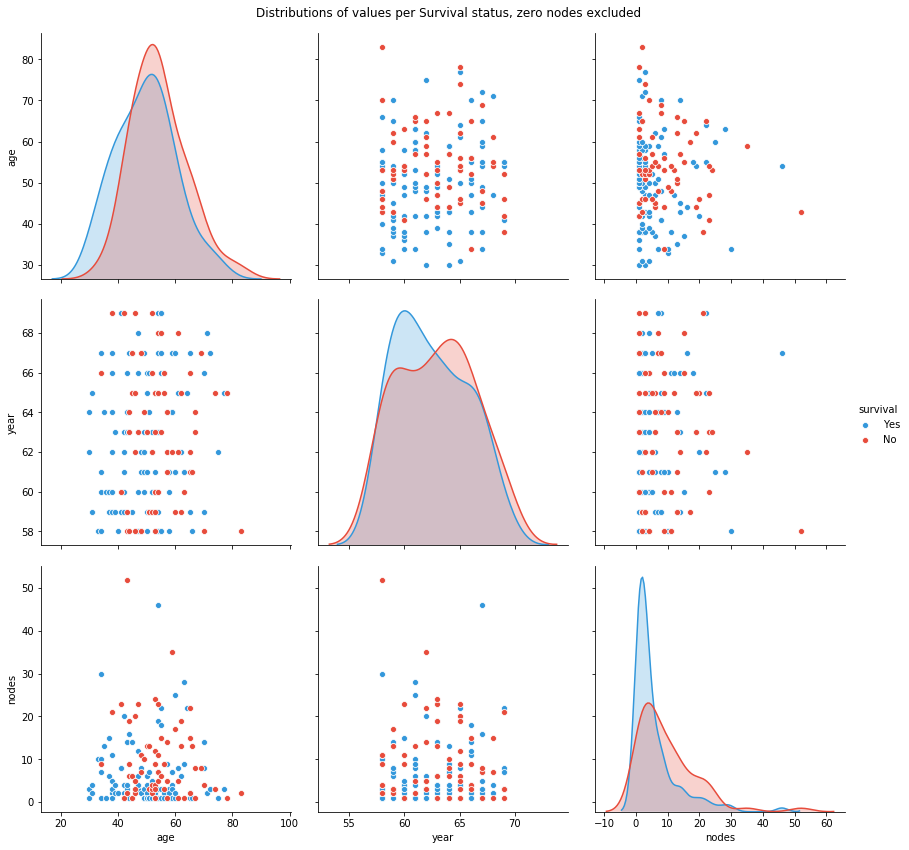 Distributions of values per Survival status, zero nodes excluded
80
70
60
50
40
30
age
68
66
64
62
60
58
year
survival
Yes
No
50
40
30
20
10
0
nodes
20 40 60 80 100
age
55 60 65 70
year
−10 0 10 20 30 40 50 60
nodes